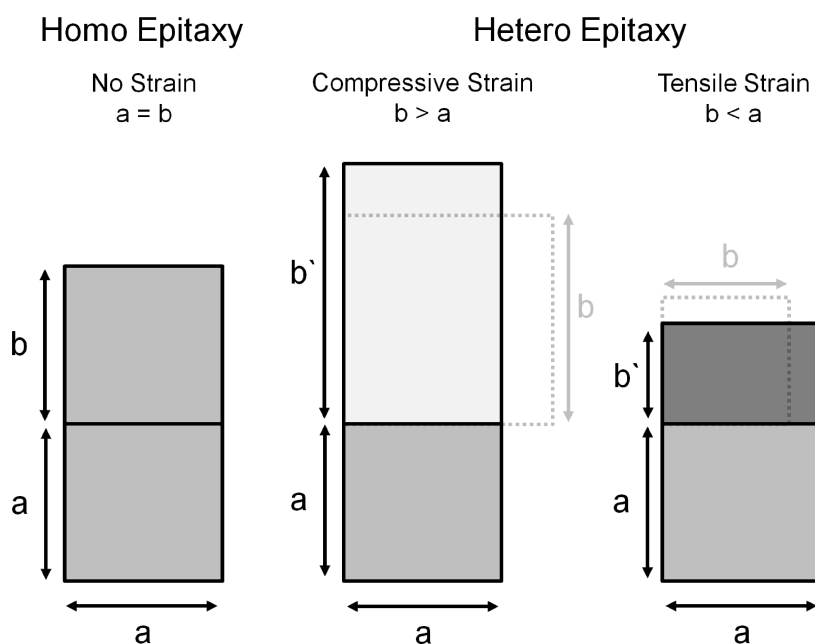 Homo Epitaxy
Hetero Epitaxy
No Strain
a = b
Compressive Strain
b > a
Tensile Strain
b < a
b
a
a
b`
b
a
a
b
b`
a
a